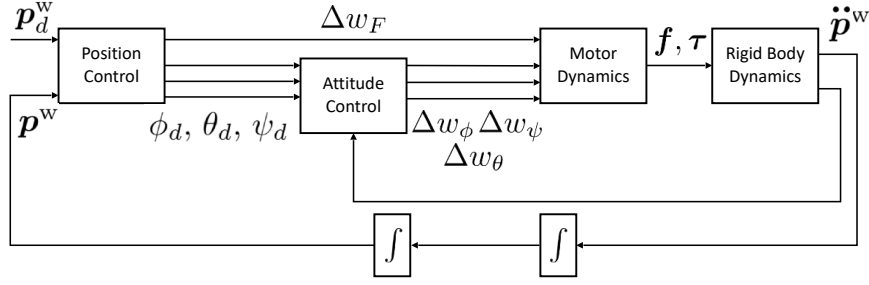 𝒑_d^w
Δw_F
𝒇, 𝝉
𝒑̈^w
Position
Control
Attitude
Control
Motor
Dynamics
Rigid Body
Dynamics
𝒑^w
ϕ_d, θ_d, ψ_d
Δw_ϕ Δw_ψ
Δw_θ
∫
∫